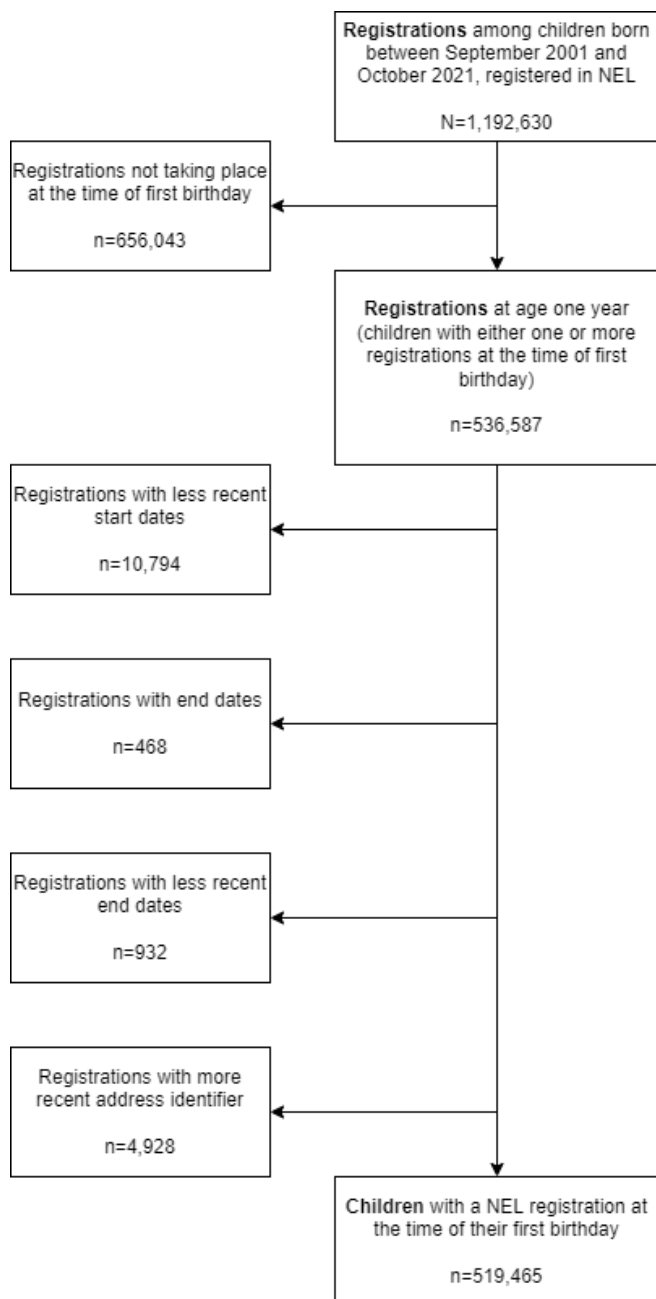 Registrations among children born
between September 2001 and
October 2021, registered in NEL
N=1,192,630
Registrations not taking place
at the time of first birthday
n=656,043
Registrations at age one year
(children with either one or more
registrations at the time of first
birthday)
n=536,587
Registrations with less recent
start dates
n=10,794
Registrations with end dates
n=468
Registrations with less recent
end dates
n=932
Registrations with more
recent address identifier
n=4,928
Children with a NEL registration at
the time of their first birthday
n=519,465